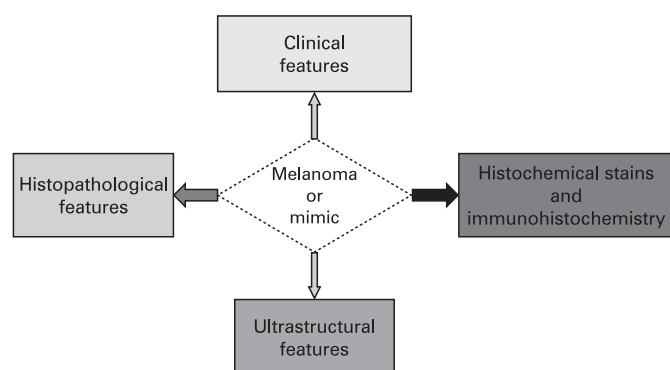 Clinical
features
Histopathological
features
Melanoma
or
mimic
Histochemical stains
and
immunohistochemistry
Ultrastructural
features